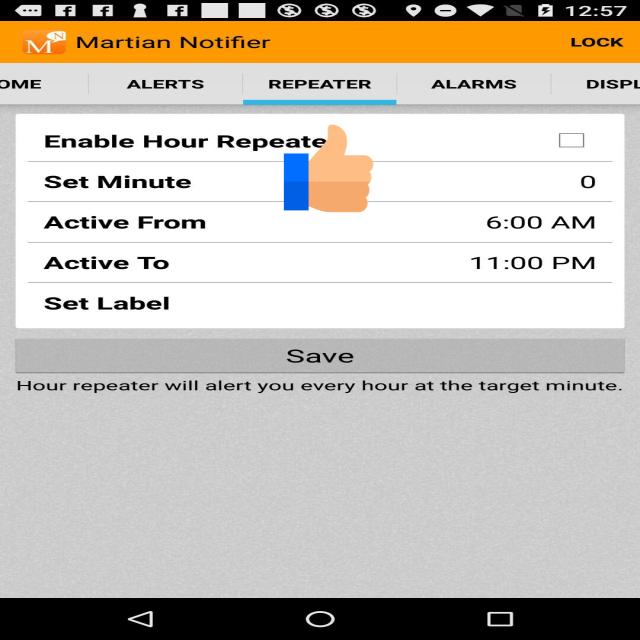 12:57
Martian Notifier LOCK
OME ALERTS REPEATER ALARMS DISPL
Enable Hour Repeate
Set Minute 0
Active From 6:00 AM
Active To 11:00 PM
Set Label
Save
Hour repeater will alert you every hour at the target minute.